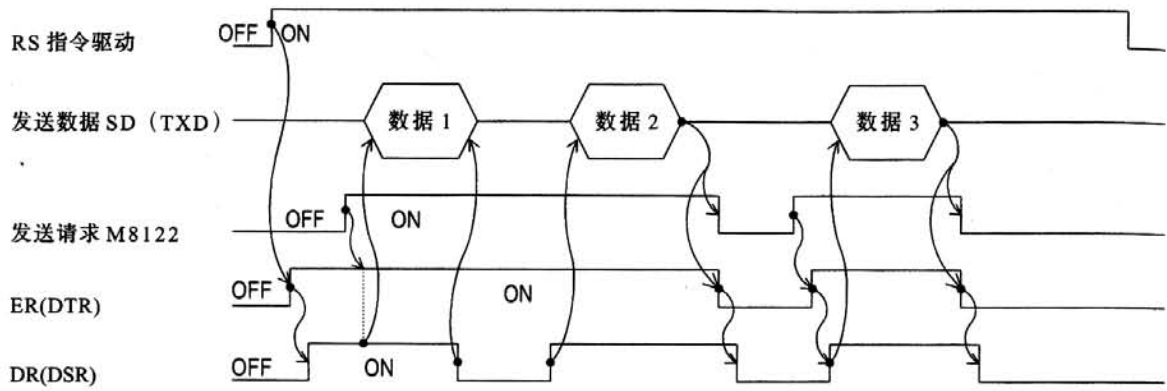 RS 指令驱动
OFF
ON
发送数据 SD（TXD）
数据 1
数据 2
数据 3
发送请求 M8122
OFF
ON
ER(DTR)
OFF
ON
DR(DSR)
OFF
ON